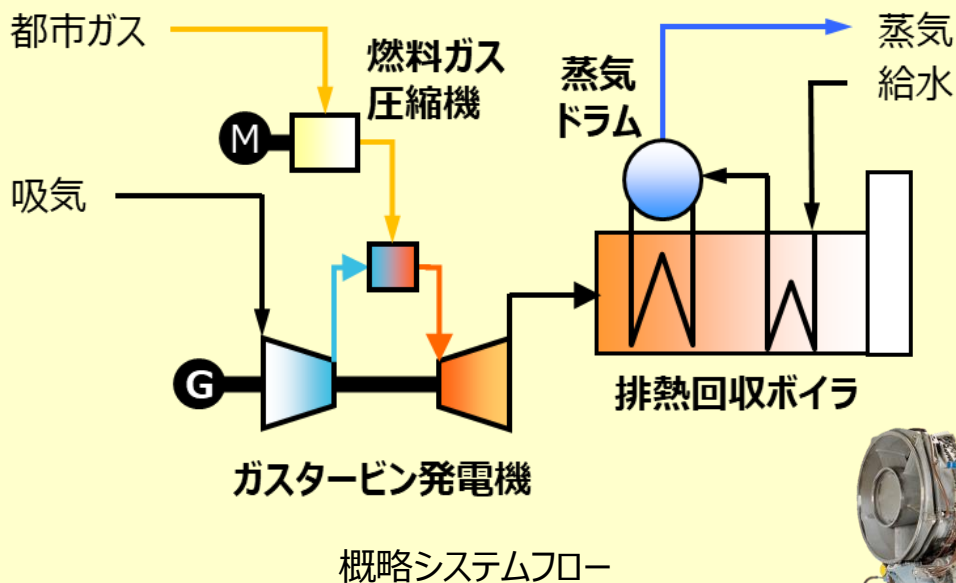 都市ガス
燃料ガス
圧縮機
蒸気
ドラム
蒸気
給水
M
吸気
G
排熱回収ボイラ
ガスタービン発電機
概略システムフロー